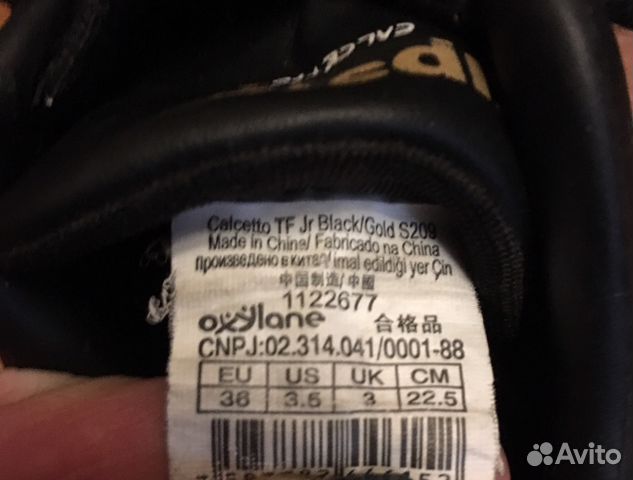 CALCETTO
Calcetto TF Jr Black/Gold S209
Made in China/ Fabricado na China
произведено в китай/ imal edildiği yer Çin
中国制造/中國
1122677
oxylane 合格品
CNPJ:02.314.041/0001-88
EU US UK CM
36 3.5 3 22.5
Avito